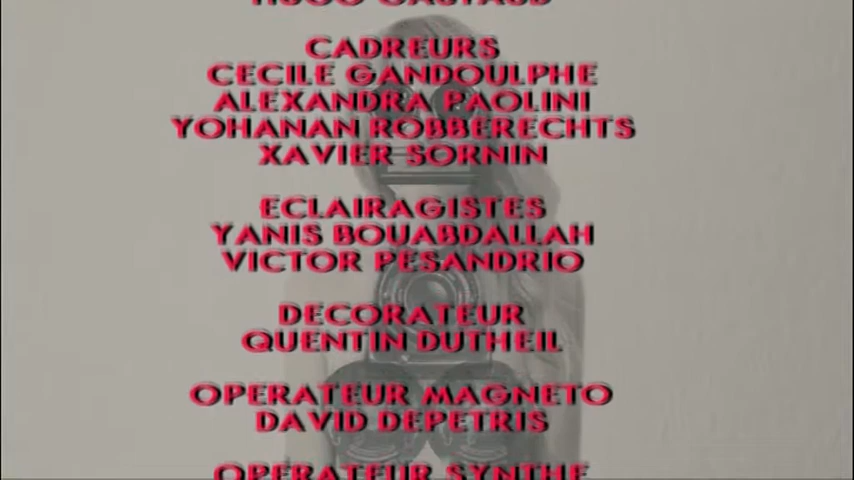 CADREURS
CECILE GANDOULPHE
ALEXANDRA PAOLINI
YOHANAN ROBBERECHTS
XAVIER SORNIN
ECLAIRAGISTES
YANIS BOUABDALLAH
VICTOR PESANDRIO
DECORATEUR
QUENTIN DUTHEIL
OPERATEUR MAGNETO
DAVID DEPETRIS
OPERATEUR SYNTHE